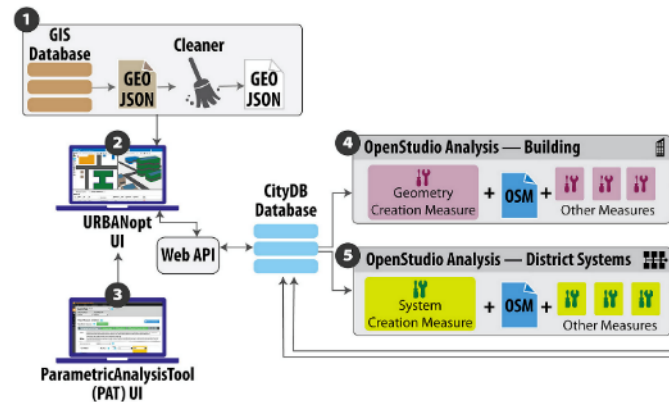 1
GIS
Database
GEO
JSON
Cleaner
GEO
JSON
2
URBANopt
UI
Web API
CityDB
Database
3
ParametricAnalysisTool
(PAT) UI
4 OpenStudio Analysis — Building
Geometry
Creation Measure
+
OSM
+
Other Measures
5 OpenStudio Analysis — District Systems
System
Creation Measure
+
OSM
+
Other Measures